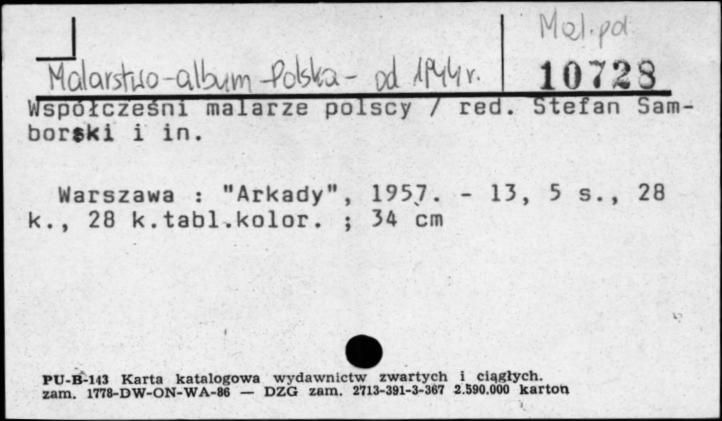 Mal.pol
Malarstwo-album-Polska- od 1944r.
10728
Współcześni malarze polscy / red. Stefan Sam-
borski i in.
Warszawa : "Arkady", 1957. - 13, 5 s., 28
k., 28 k.tabl.kolor. ; 34 cm
PU-B-143 Karta katalogowa wydawnictw zwartych i ciągłych.
zam. 1778-DW-ON-WA-86 — DZG zam. 2713-391-3-367 2.590.000 karton